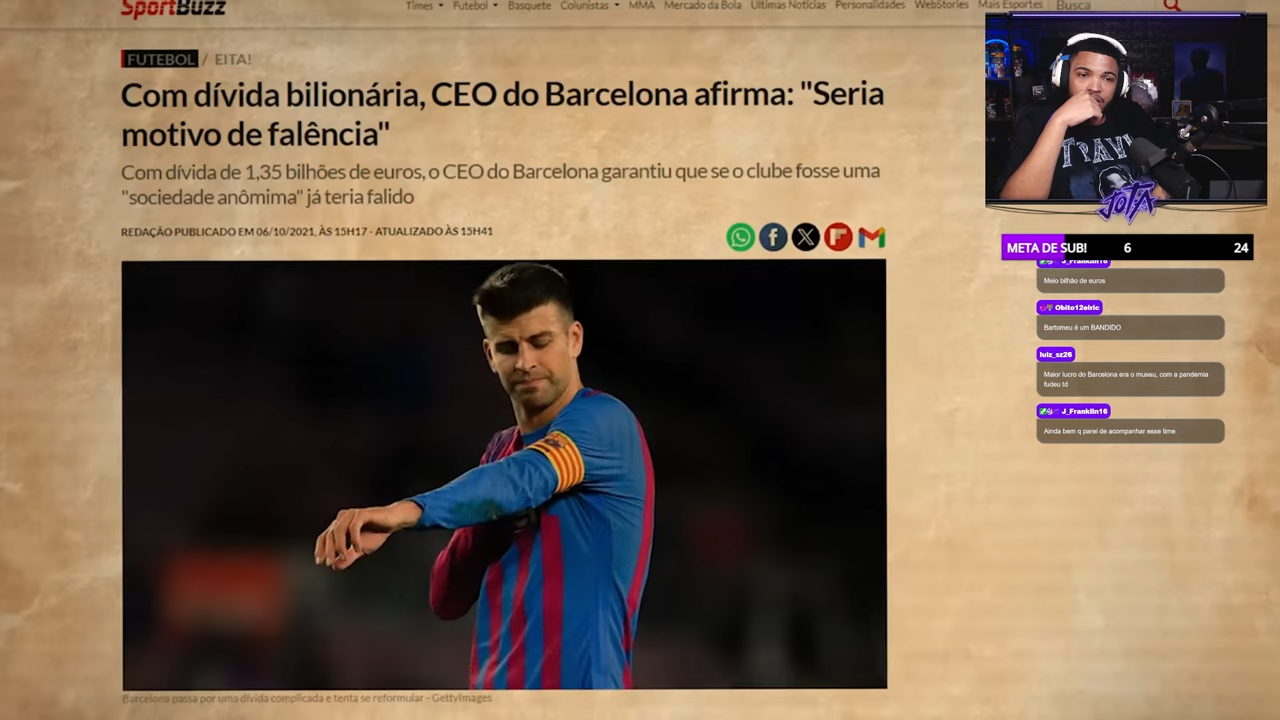 SportBuzz
Times Futebol Basquete Colunistas MMA Mercado da Bola Últimas Notícias Personalidades WebStories Mais Esportes Busca
FUTEBOL / EITA!
Com dívida bilionária, CEO do Barcelona afirma: "Seria
motivo de falência"
Com dívida de 1,35 bilhões de euros, o CEO do Barcelona garantiu que se o clube fosse uma
"sociedade anômima" já teria falido
REDAÇÃO PUBLICADO EM 06/10/2021, ÀS 15H17 - ATUALIZADO ÀS 15H41
Barcelona passa por uma dívida complicada e tenta se reformular - GettyImages
TRAV
JOTA
META DE SUB! 6 24
J_Franklin16
Meio bilhão de euros
Obito12elric
Bartomeu é um BANDIDO
luiz_sz26
Maior lucro do Barcelona era o museu, com a pandemia
fudeu td
J_Franklin16
Ainda bem q parei de acompanhar esse time